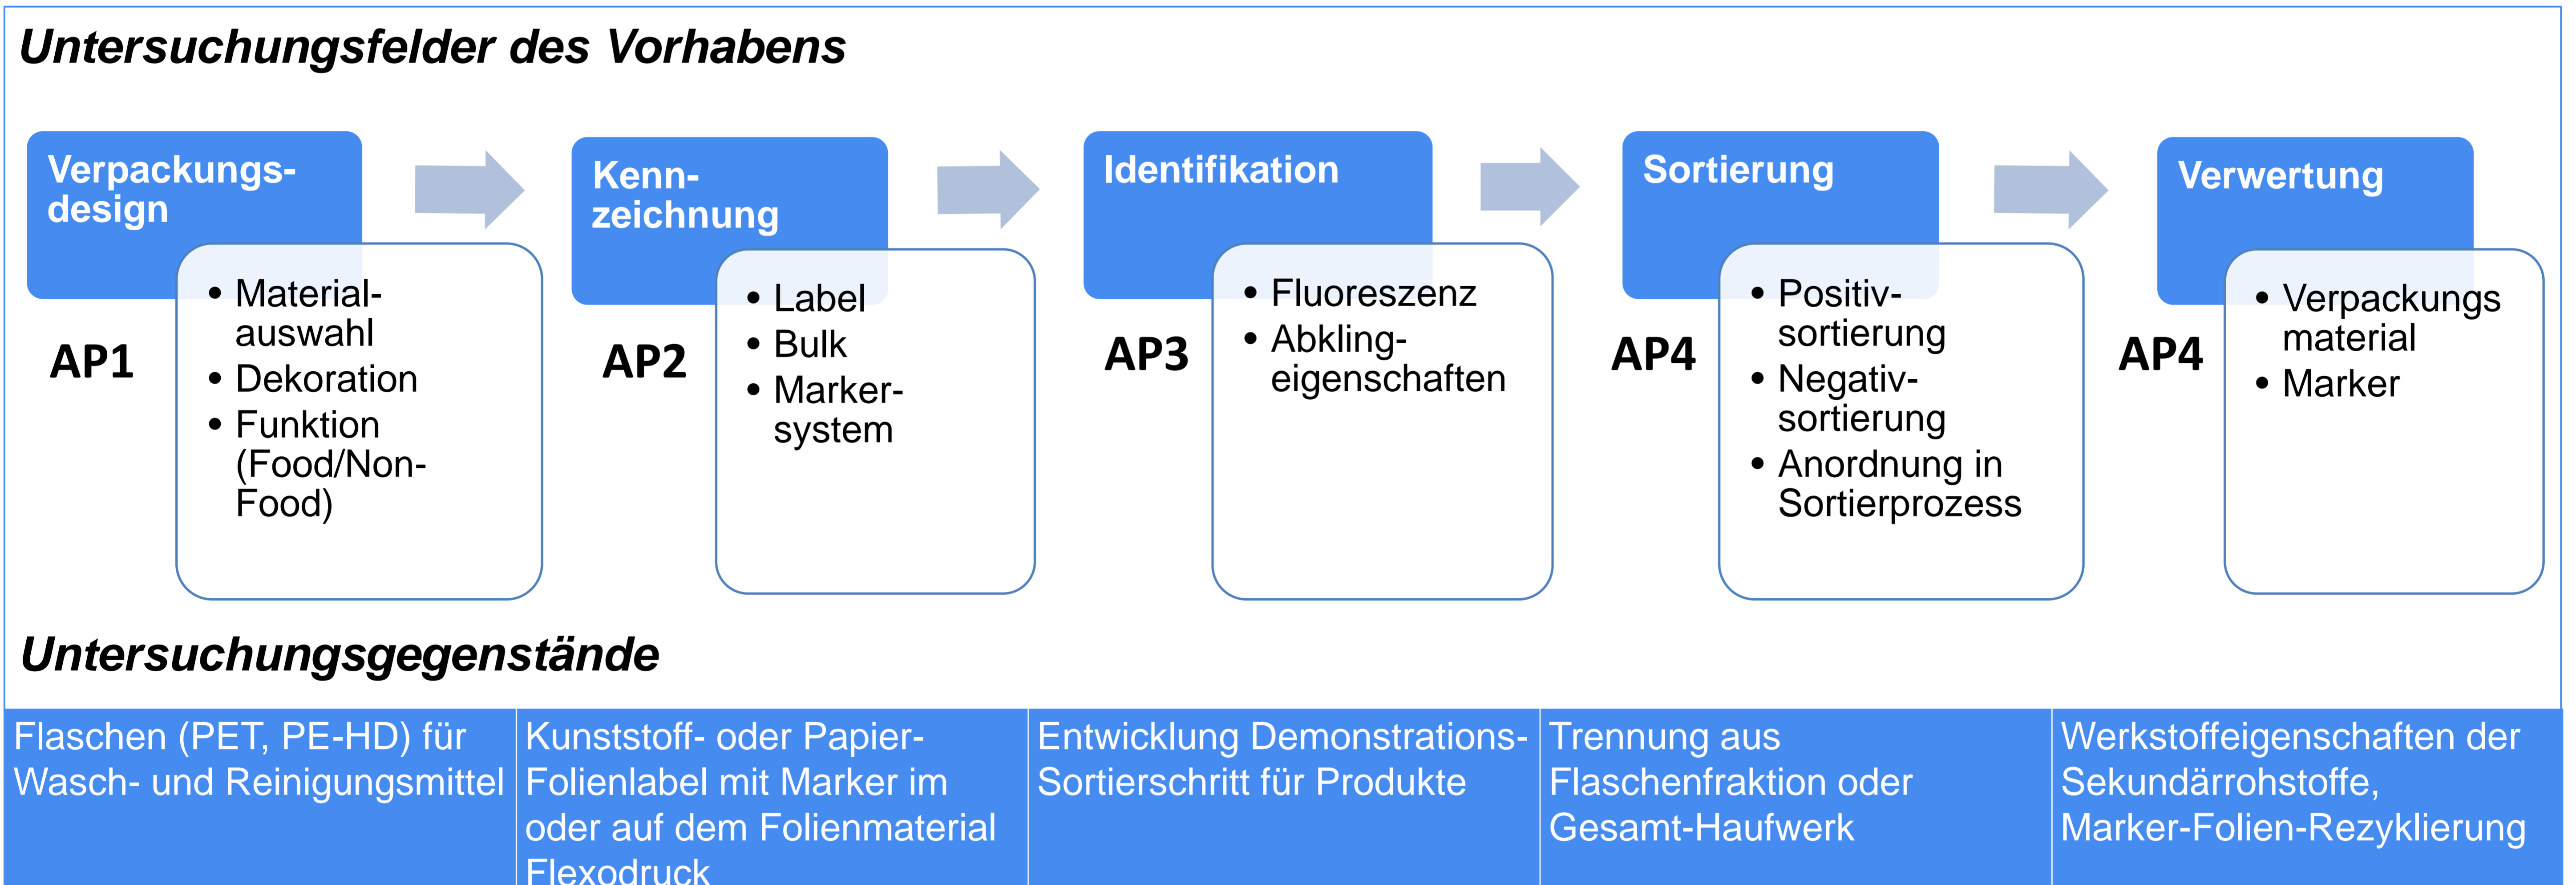 Untersuchungsfelder des Vorhabens
Verpackungs-
design
AP1
• Material-
auswahl
• Dekoration
• Funktion
(Food/Non-
Food)
Kenn-
zeichnung
AP2
• Label
• Bulk
• Marker-
system
Identifikation
AP3
• Fluoreszenz
• Abkling-
eigenschaften
Sortierung
AP4
• Positiv-
sortierung
• Negativ-
sortierung
• Anordnung in
Sortierprozess
Verwertung
AP4
• Verpackungs
material
• Marker
Untersuchungsgegenstände
Flaschen (PET, PE-HD) für
Wasch- und Reinigungsmittel
Kunststoff- oder Papier-
Folienlabel mit Marker im
oder auf dem Folienmaterial
Flexodruck
Entwicklung Demonstrations-
Sortierschritt für Produkte
Trennung aus
Flaschenfraktion oder
Gesamt-Haufwerk
Werkstoffeigenschaften der
Sekundärrohstoffe,
Marker-Folien-Rezyklierung